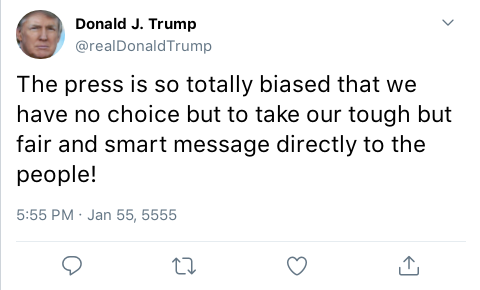 Donald J. Trump
@realDonaldTrump
The press is so totally biased that we
have no choice but to take our tough but
fair and smart message directly to the
people!
5:55 PM · Jan 55, 5555